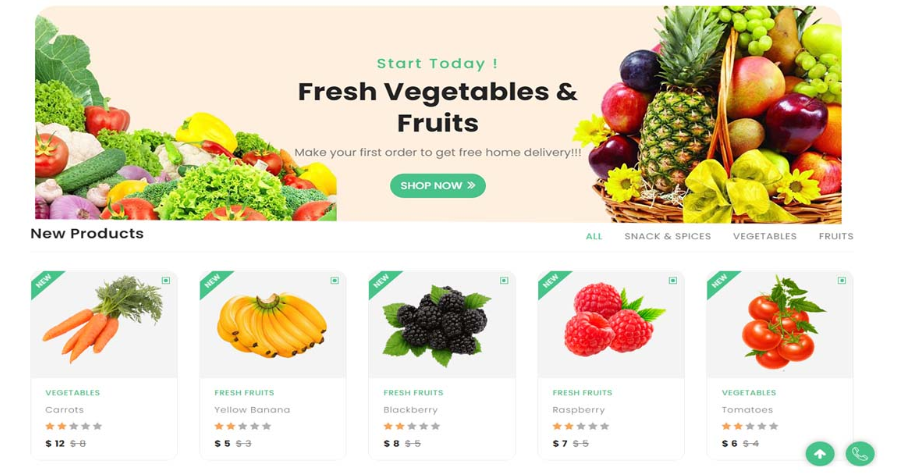 Start Today !
Fresh Vegetables &
Fruits
Make your first order to get free home delivery!!!
SHOP NOW »
New Products
ALL SNACK & SPICES VEGETABLES FRUITS
NEW NEW NEW NEW NEW
VEGETABLES FRESH FRUITS FRESH FRUITS FRESH FRUITS VEGETABLES
Carrots Yellow Banana Blackberry Raspberry Tomatoes
$ 12 $ 8 $ 5 $ 3 $ 8 $ 5 $ 7 $ 5 $ 6 $ 4